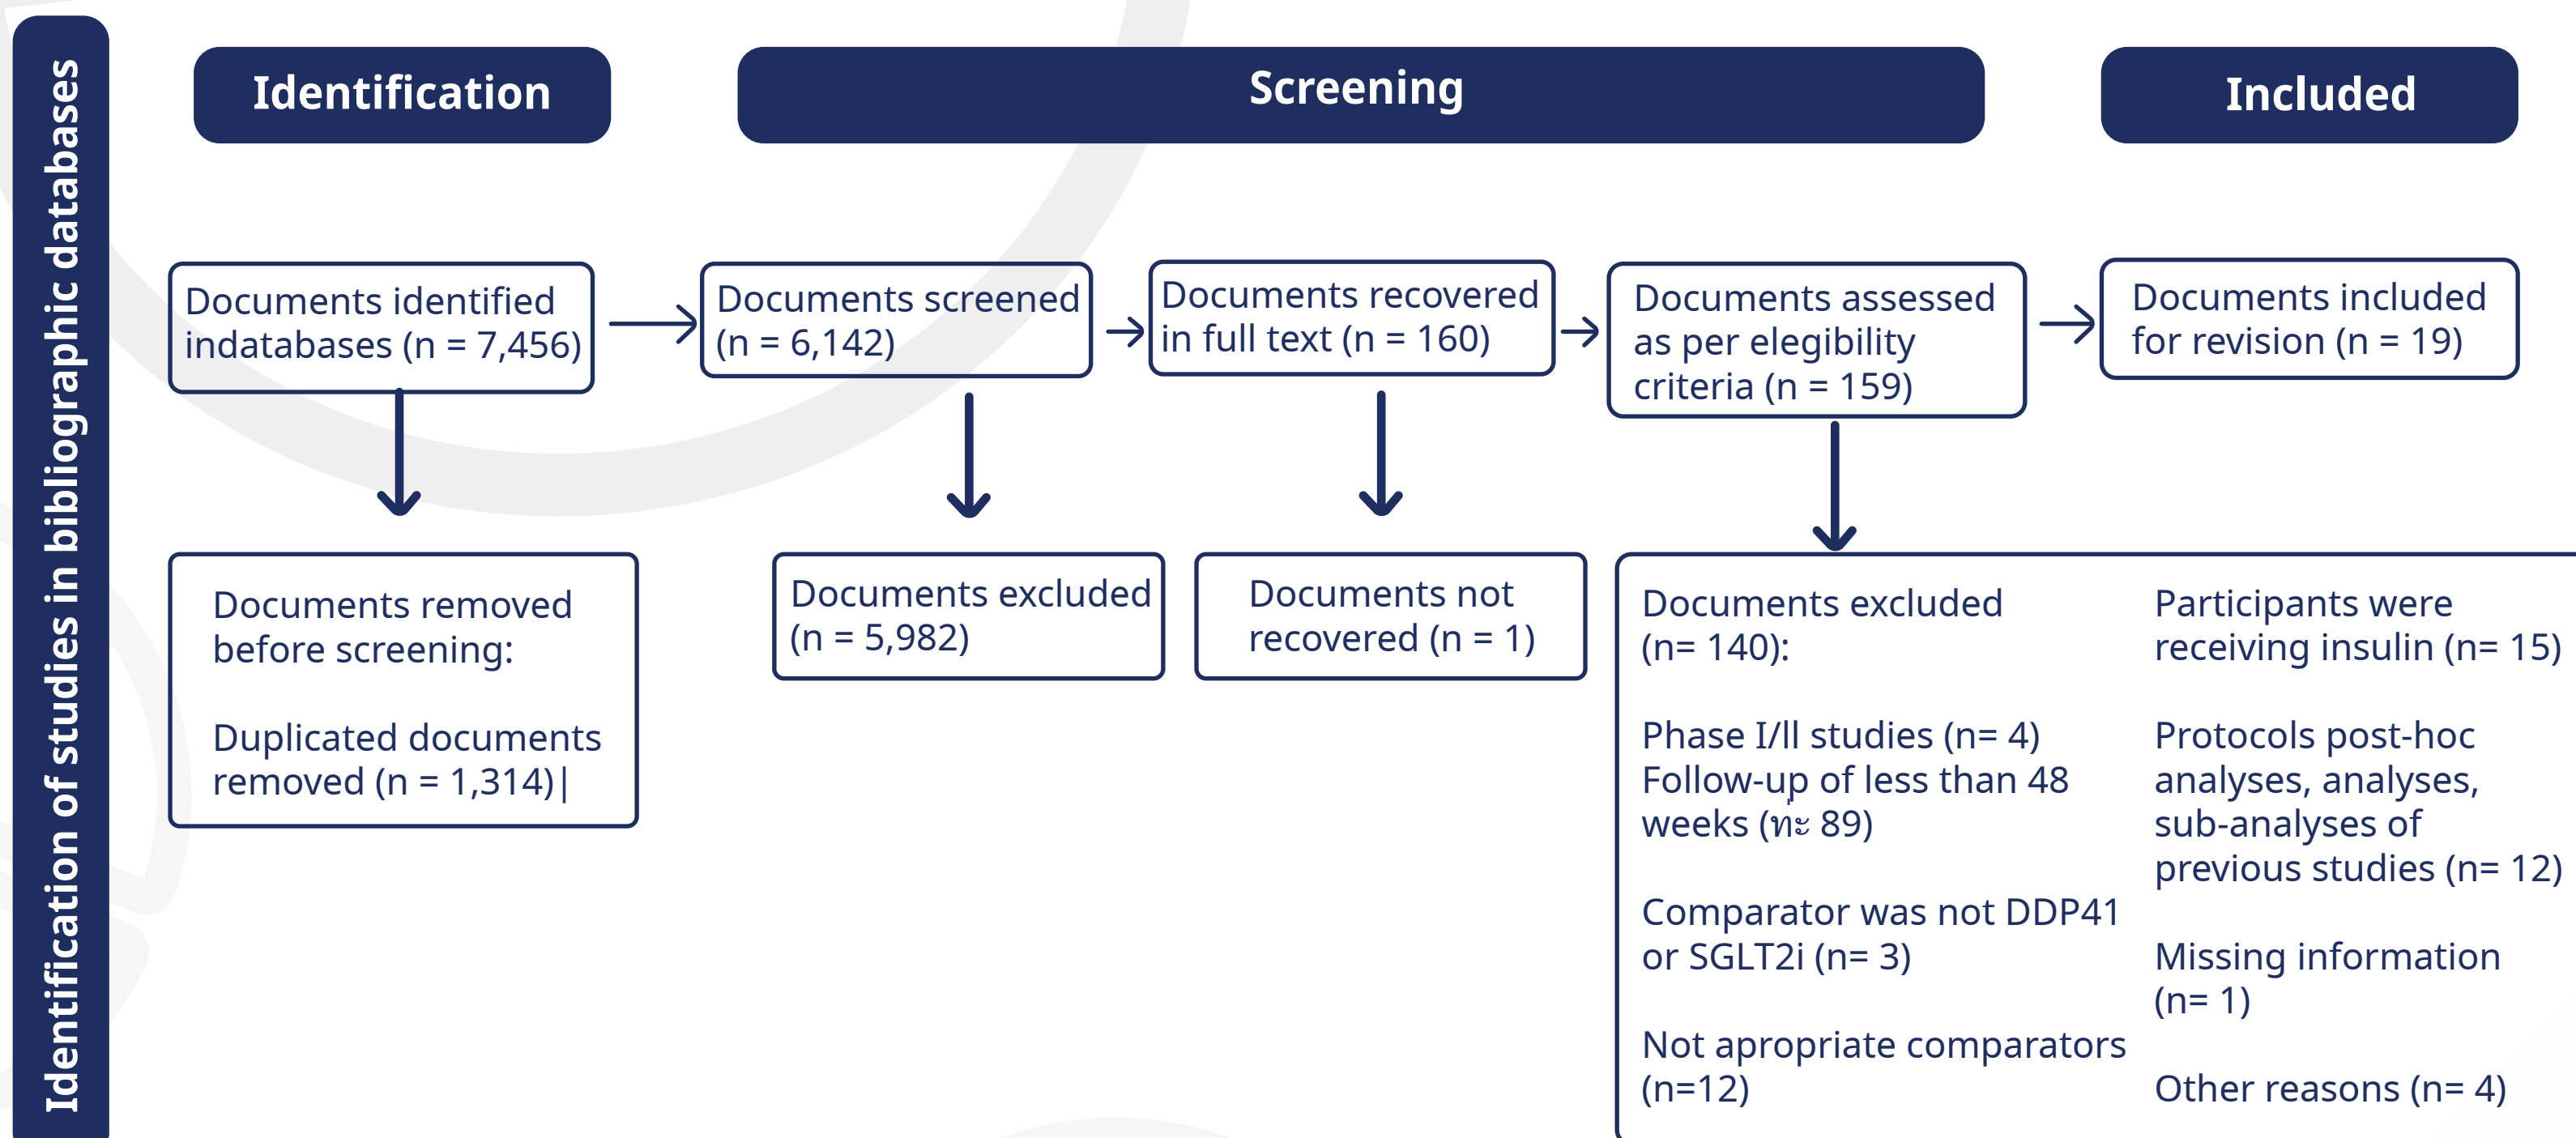 Identification of studies in bibliographic databases
Identification
Screening
Included
Documents identified
indatabases (n = 7,456)
Documents screened
(n = 6,142)
Documents recovered
in full text (n = 160)
Documents assessed
as per elegibility
criteria (n = 159)
Documents included
for revision (n = 19)
Documents removed
before screening:
Duplicated documents
removed (n = 1,314)|
Documents excluded
(n = 5,982)
Documents not
recovered (n = 1)
Documents excluded
(n= 140):
Phase I/ll studies (n= 4)
Follow-up of less than 48
weeks (ทุะ 89)
Comparator was not DDP41
or SGLT2i (n= 3)
Not apropriate comparators
(n=12)
Participants were
receiving insulin (n= 15)
Protocols post-hoc
analyses, analyses,
sub-analyses of
previous studies (n= 12)
Missing information
(n= 1)
Other reasons (n= 4)